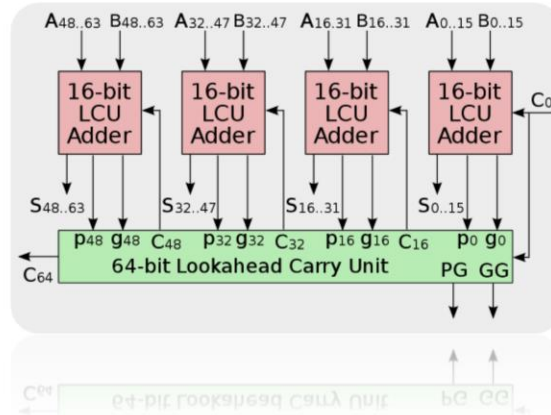 A48..63 B48..63 A32..47 B32..47 A16.31 B16..31 A0..15 B0..15
16-bit LCU Adder
16-bit LCU Adder
16-bit LCU Adder
16-bit LCU Adder
C0
S48..63 S32..47 S16..31 S0..15
p48 g48 C48 p32 g32 C32 p16 g16 C16 p0 g0
64-bit Lookahead Carry Unit PG GG
C64